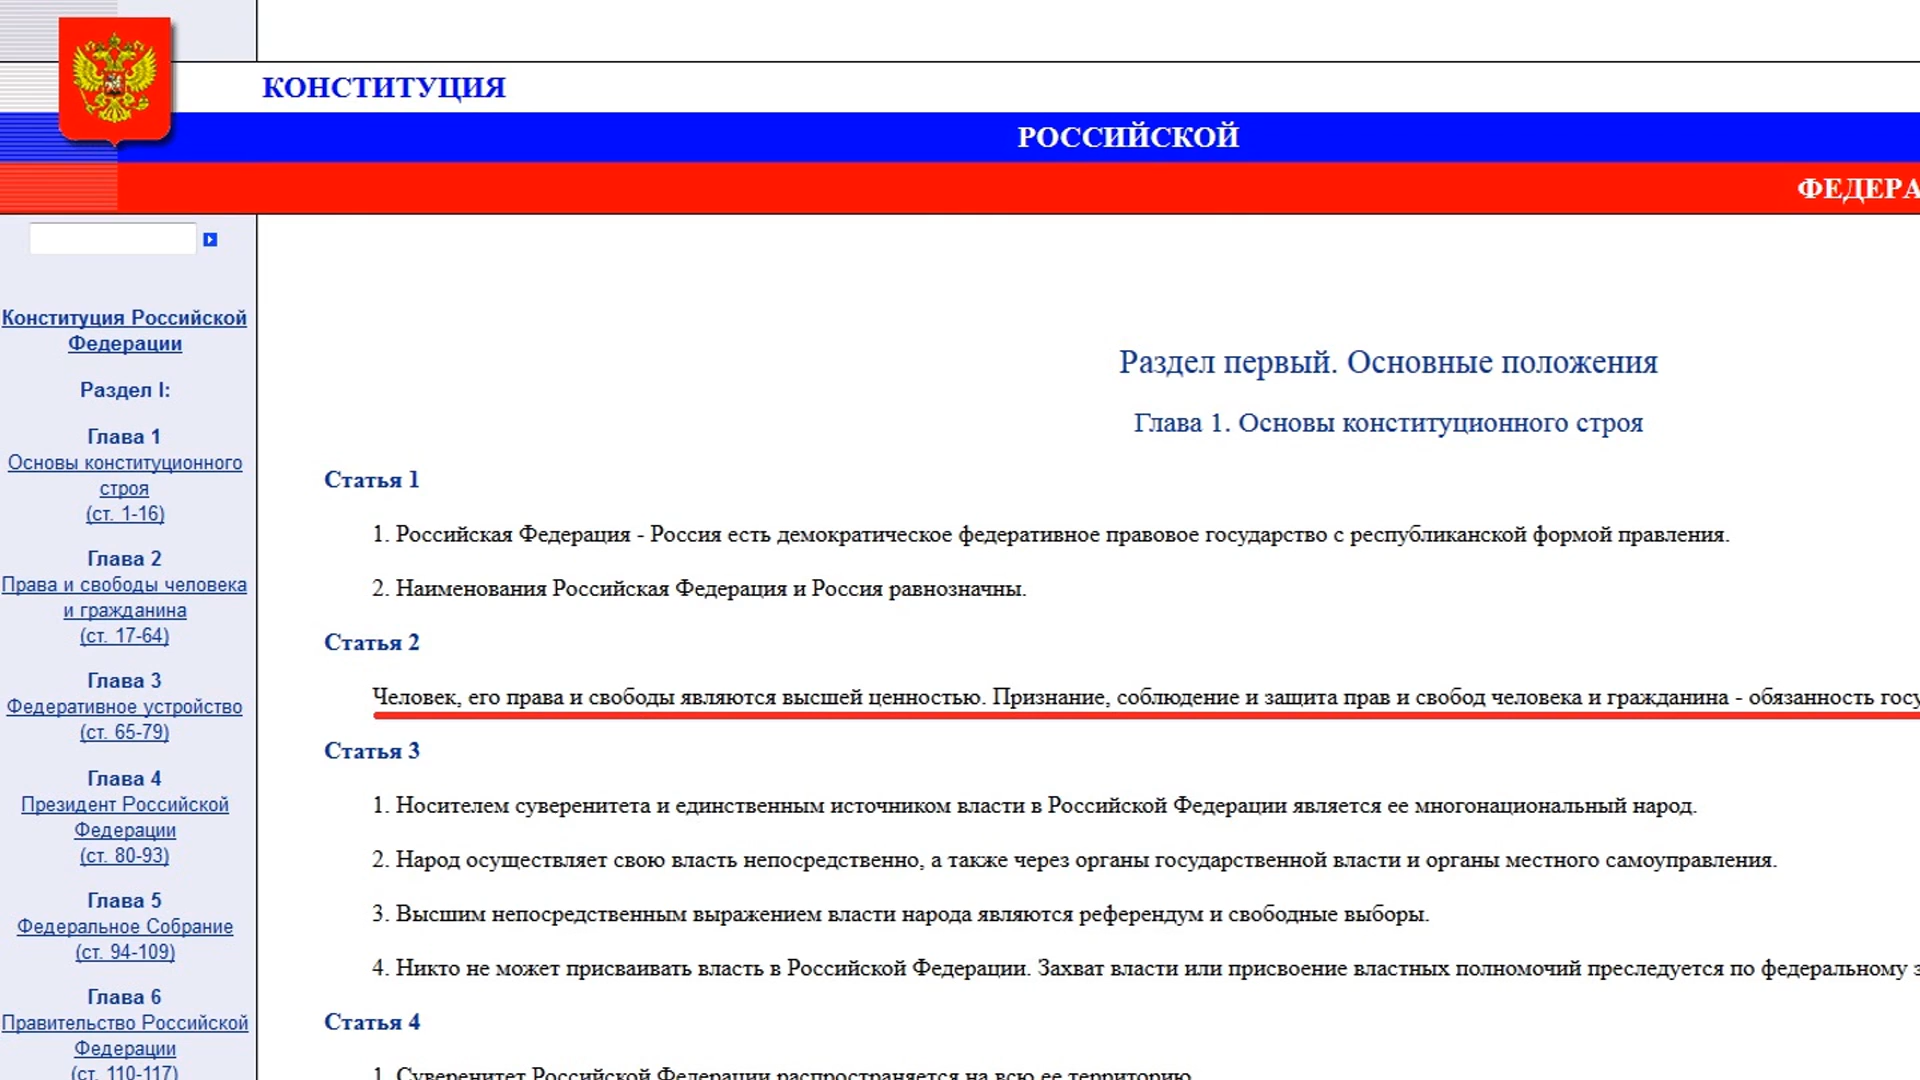 КОНСТИТУЦИЯ
РОССИЙСКОЙ
ФЕДЕРА
Конституция Российской
Федерации
Раздел I:
Глава 1
Основы конституционного
строя
(ст. 1-16)
Глава 2
Права и свободы человека
и гражданина
(ст. 17-64)
Глава 3
Федеративное устройство
(ст. 65-79)
Глава 4
Президент Российской
Федерации
(ст. 80-93)
Глава 5
Федеральное Собрание
(ст. 94-109)
Глава 6
Правительство Российской
Федерации
(ст. 110-117)
Раздел первый. Основные положения
Глава 1. Основы конституционного строя
Статья 1
1. Российская Федерация - Россия есть демократическое федеративное правовое государство с республиканской формой правления.
2. Наименования Российская Федерация и Россия равнозначны.
Статья 2
Человек, его права и свободы являются высшей ценностью. Признание, соблюдение и защита прав и свобод человека и гражданина - обязанность госу
Статья 3
1. Носителем суверенитета и единственным источником власти в Российской Федерации является ее многонациональный народ.
2. Народ осуществляет свою власть непосредственно, а также через органы государственной власти и органы местного самоуправления.
3. Высшим непосредственным выражением власти народа являются референдум и свободные выборы.
4. Никто не может присваивать власть в Российской Федерации. Захват власти или присвоение властных полномочий преследуется по федеральному з
Статья 4
1. Суверенитет Российской Федерации распространяется на всю ее территорию.